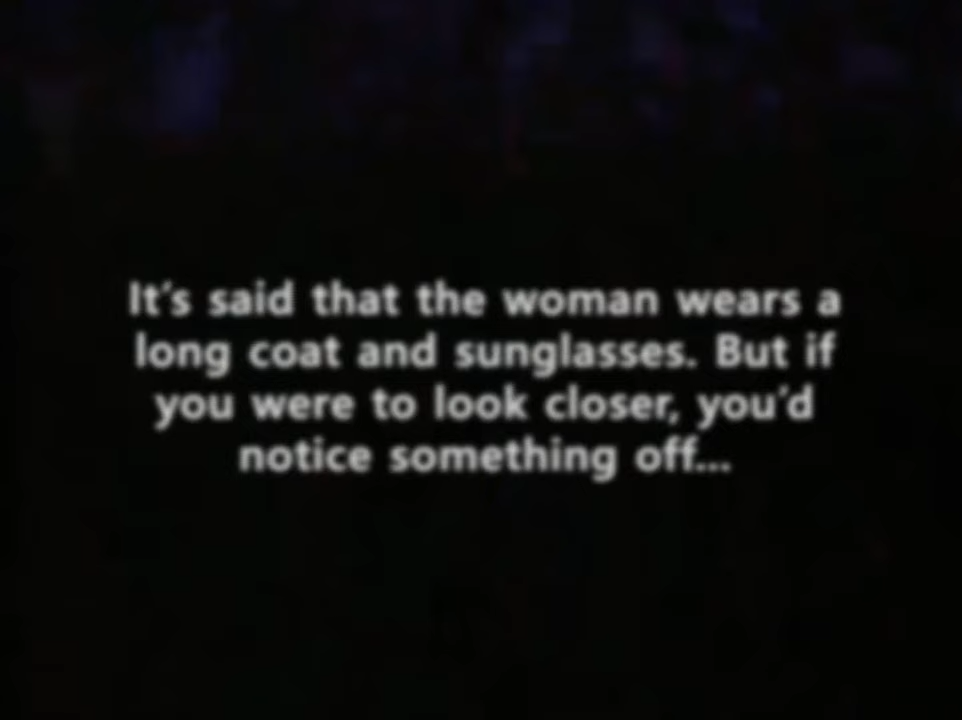 It's said that the woman wears a
long coat and sunglasses. But if
you were to look closer, you'd
notice something off...